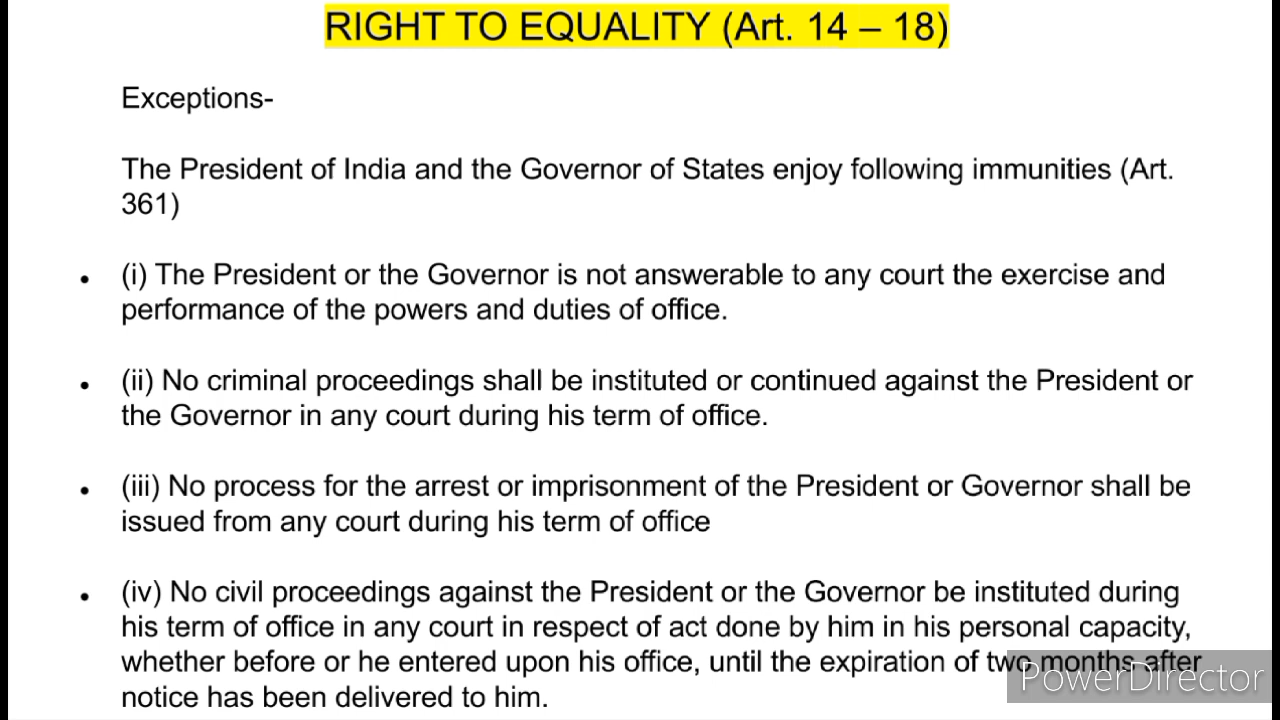 RIGHT TO EQUALITY (Art. 14 – 18)
Exceptions-
The President of India and the Governor of States enjoy following immunities (Art.
361)
• (i) The President or the Governor is not answerable to any court the exercise and
performance of the powers and duties of office.
• (ii) No criminal proceedings shall be instituted or continued against the President or
the Governor in any court during his term of office.
• (iii) No process for the arrest or imprisonment of the President or Governor shall be
issued from any court during his term of office
• (iv) No civil proceedings against the President or the Governor be instituted during
his term of office in any court in respect of act done by him in his personal capacity,
whether before or he entered upon his office, until the expiration of two months after
notice has been delivered to him.
PowerDirector